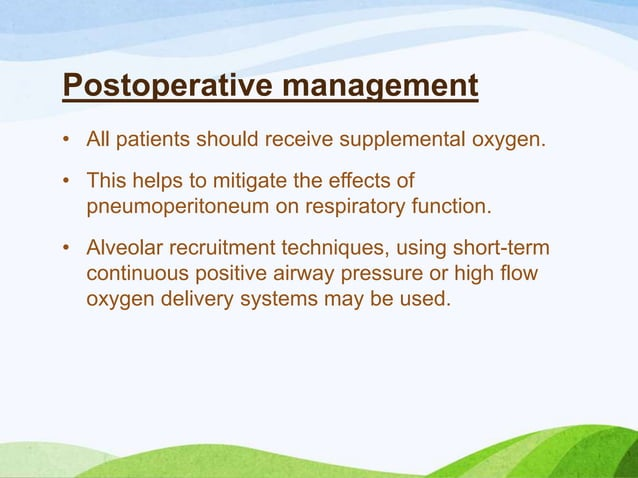 Postoperative management
• All patients should receive supplemental oxygen.
• This helps to mitigate the effects of
pneumoperitoneum on respiratory function.
• Alveolar recruitment techniques, using short-term
continuous positive airway pressure or high flow
oxygen delivery systems may be used.